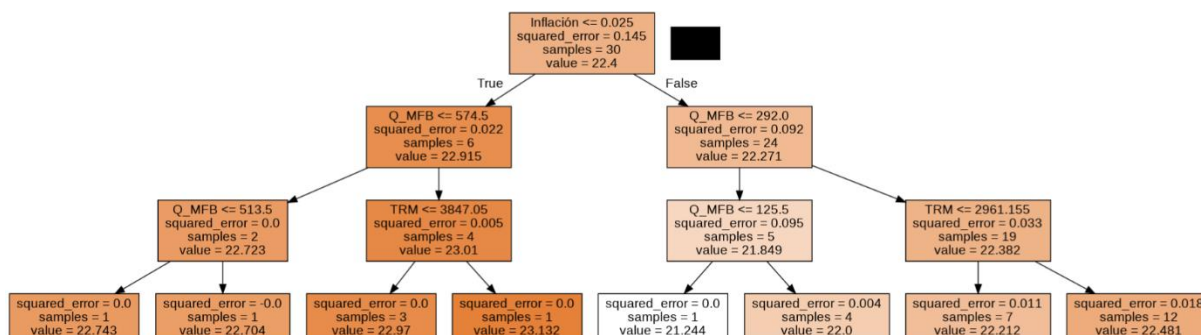 Inflación <= 0.025
squared_error = 0.145
samples = 30
value = 22.4
True
False
Q_MFB <= 574.5
squared_error = 0.022
samples = 6
value = 22.915
Q_MFB <= 292.0
squared_error = 0.092
samples = 24
value = 22.271
Q_MFB <= 513.5
squared_error = 0.0
samples = 2
value = 22.723
TRM <= 3847.05
squared_error = 0.005
samples = 4
value = 23.01
Q_MFB <= 125.5
squared_error = 0.095
samples = 5
value = 21.849
TRM <= 2961.155
squared_error = 0.033
samples = 19
value = 22.382
squared_error = 0.0
samples = 1
value = 22.743
squared_error = -0.0
samples = 1
value = 22.704
squared_error = 0.0
samples = 3
value = 22.97
squared_error = 0.0
samples = 1
value = 23.132
squared_error = 0.0
samples = 1
value = 21.244
squared_error = 0.004
samples = 4
value = 22.0
squared_error = 0.011
samples = 7
value = 22.212
squared_error = 0.018
samples = 12
value = 22.481